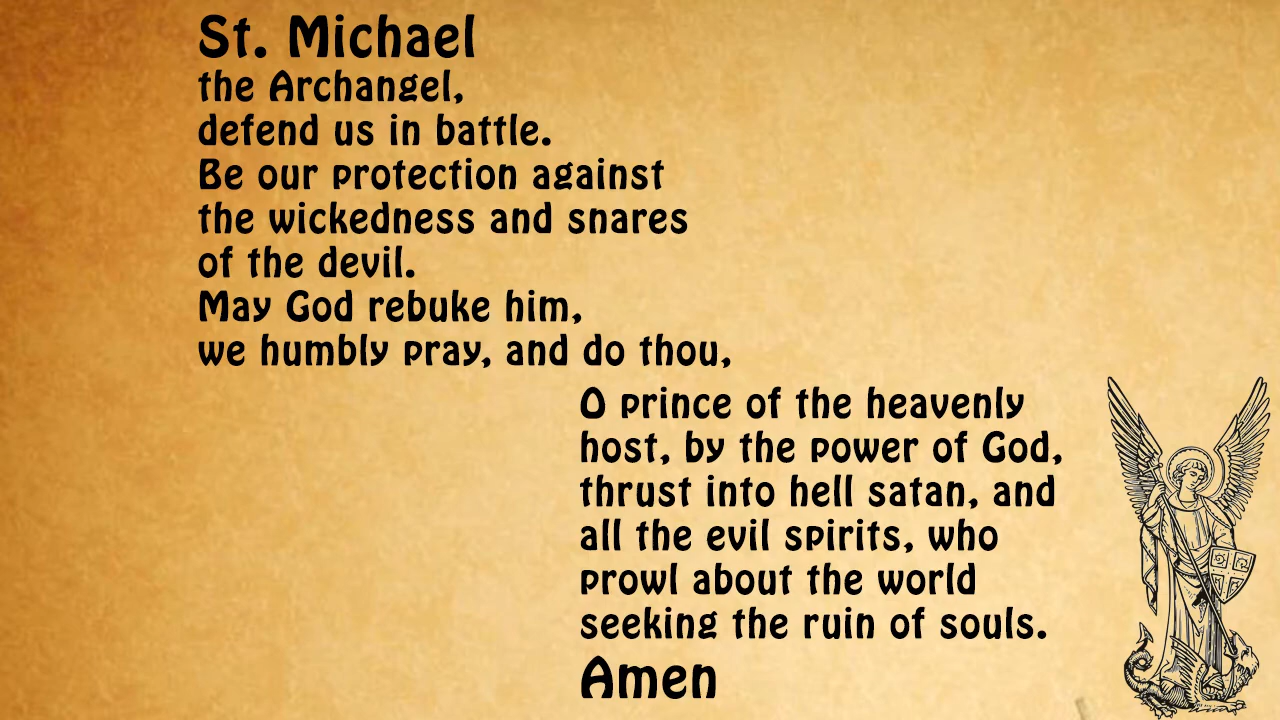 St. Michael
the Archangel,
defend us in battle.
Be our protection against
the wickedness and snares
of the devil.
May God rebuke him,
we humbly pray, and do thou,
O prince of the heavenly
host, by the power of God,
thrust into hell satan, and
all the evil spirits, who
prowl about the world
seeking the ruin of souls.
Amen